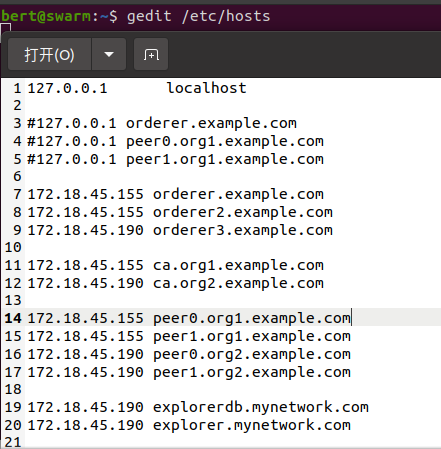 bert@swarm:~$ gedit /etc/hosts
打开(O)
1 127.0.0.1       localhost
2
3 #127.0.0.1 orderer.example.com
4 #127.0.0.1 peer0.org1.example.com
5 #127.0.0.1 peer1.org1.example.com
6
7 172.18.45.155 orderer.example.com
8 172.18.45.155 orderer2.example.com
9 172.18.45.190 orderer3.example.com
10
11 172.18.45.155 ca.org1.example.com
12 172.18.45.190 ca.org2.example.com
13
14 172.18.45.155 peer0.org1.example.com
15 172.18.45.155 peer1.org1.example.com
16 172.18.45.190 peer0.org2.example.com
17 172.18.45.190 peer1.org2.example.com
18
19 172.18.45.190 explorerdb.mynetwork.com
20 172.18.45.190 explorer.mynetwork.com
21